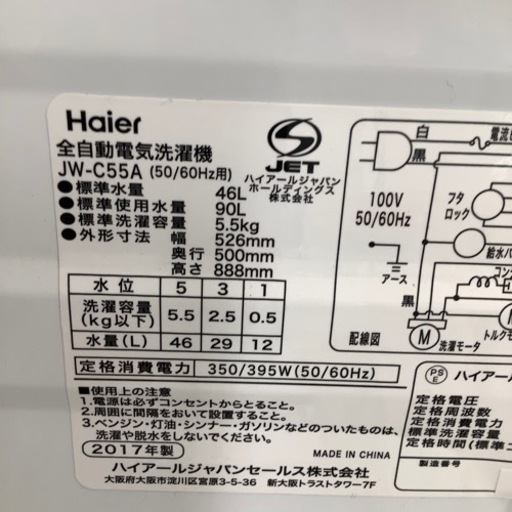 Haier
全自動電気洗濯機
JW-C55A (50/60Hz用)
●標準水量 46L
●標準使用水量 90L
●標準洗濯容量 5.5kg
●外形寸法 幅 526mm
奥行 500mm
高さ 888mm
S
JET
ハイアールジャパン
ホールディングス
株式会社
水位 5 3 1
洗濯容量
(kg以下) 5.5 2.5 0.5
水量(L) 46 29 12
定格消費電力 350/395W(50/60Hz)
■使用上の注意
1.電源は必ずコンセントからとること。
2.周囲に間隔をおいて設置すること。
3.ベンジン・灯油・シンナー・ガソリンなどのついたものは、
洗濯や脱水をしないでください。
2017年製
MADE IN CHINA
ハイアールジャパンセールス株式会社
大阪府大阪市淀川区宮原3-5-36 新大阪トラストタワー7F
白
電流ヒ
黒
100V
50/60Hz
フタ
ロック
給水バ
アース
コン
黒
配線図
M
洗濯モータ
M
トルクモ
PS
E
ハイアール
定格電圧
定格周波数
定格消費電力
標準洗濯容量
定格時間(標準コ
製造番号